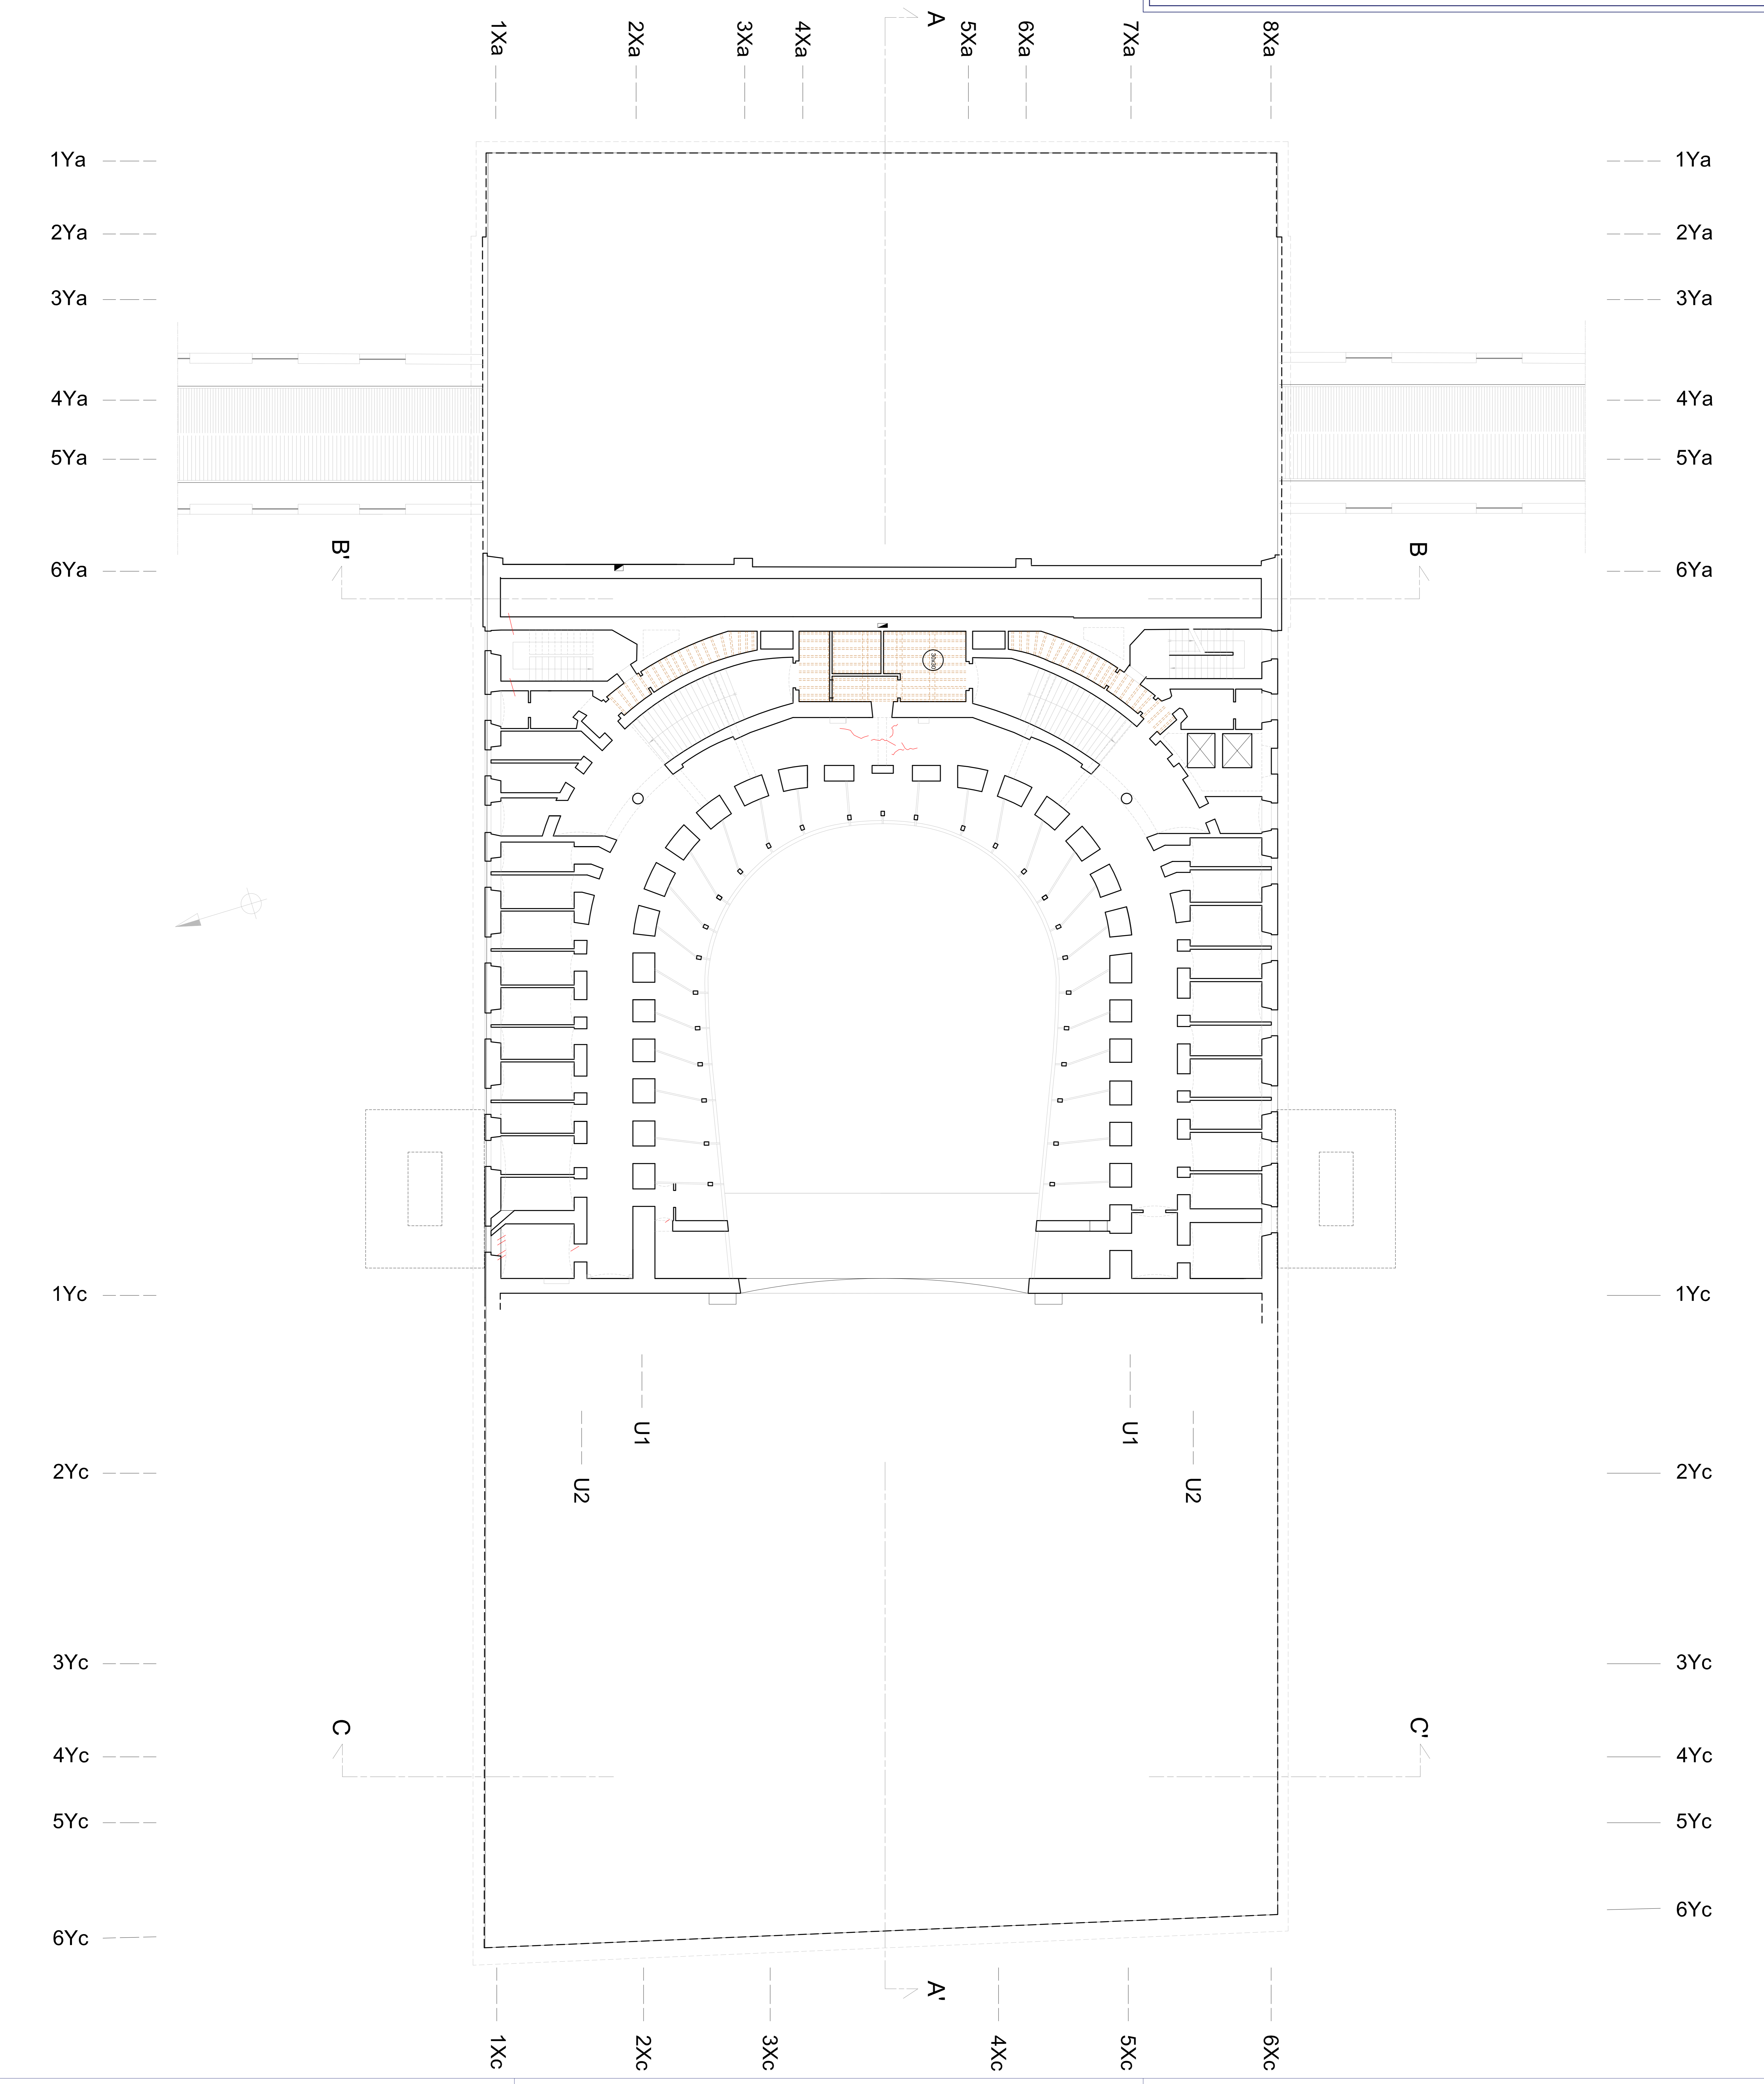 1Xa 2Xa 3Xa 4Xa A 5Xa 6Xa 7Xa 8Xa
1Ya 1Ya
2Ya 2Ya
3Ya 3Ya
4Ya 4Ya
5Ya 5Ya
B' B
6Ya 6Ya
30x30
1Yc 1Yc
U1 U1
2Yc 2Yc
U2 U2
3Yc 3Yc
C C'
4Yc 4Yc
5Yc 5Yc
6Yc 6Yc
A'
1Xc 2Xc 3Xc 4Xc 5Xc 6Xc